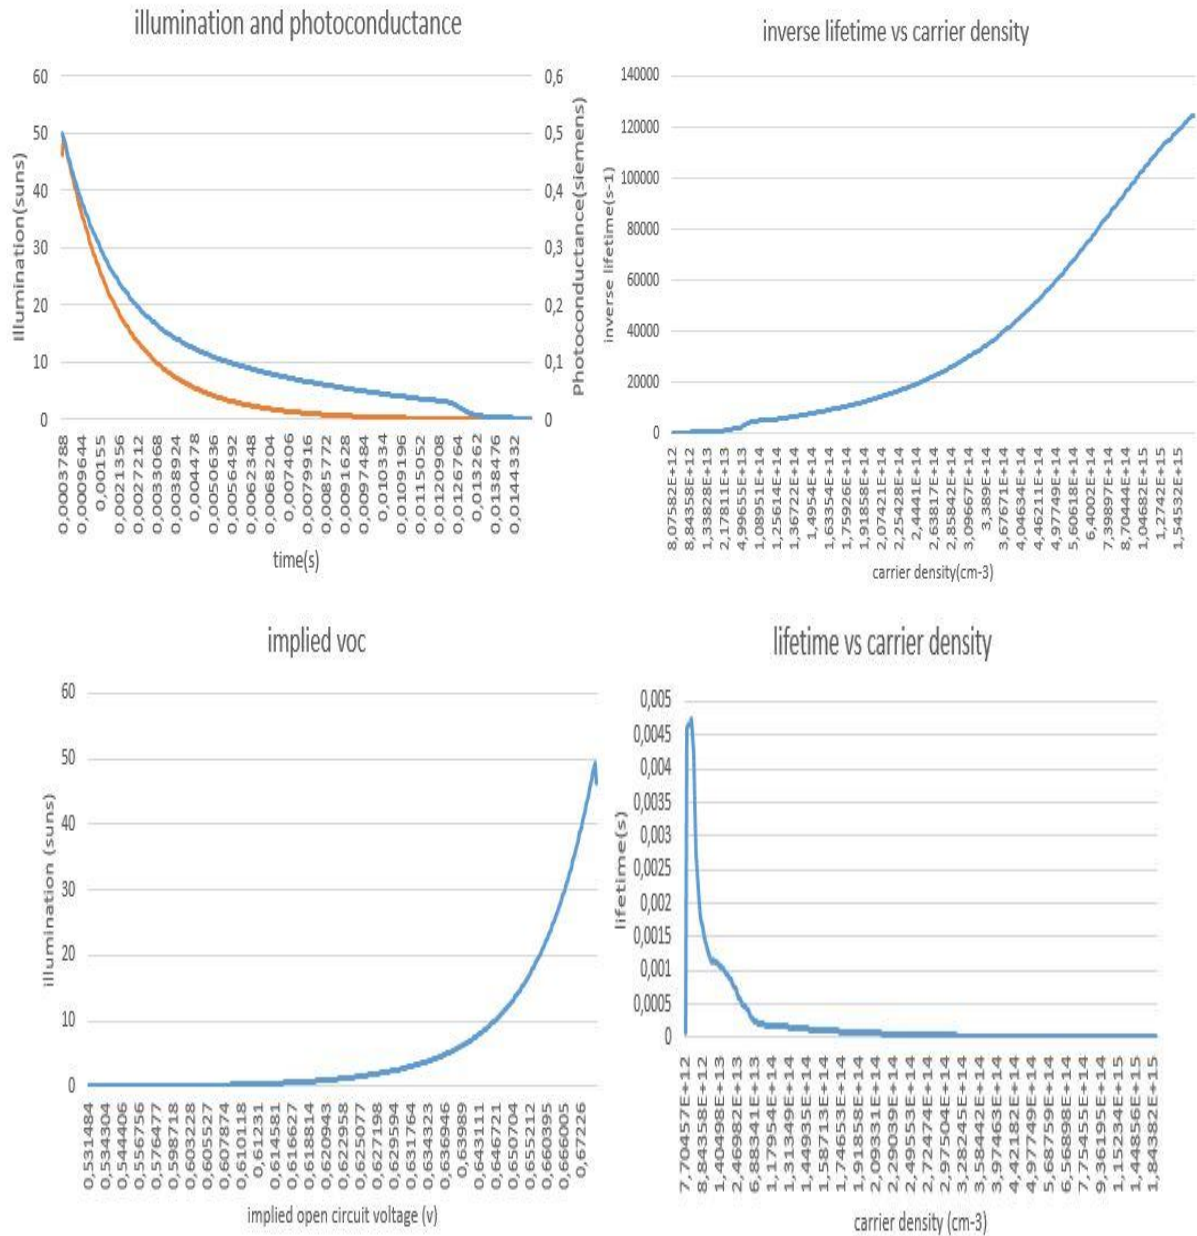 illumination and photoconductance
60
50
40
30
20
10
0
Illumination(suns)
0,6
0,5
0,4
0,3
0,2
0,1
0
Photoconductance(siemens)
0,0003788
0,0009644
0,00155
0,0021356
0,0027212
0,0033068
0,0038924
0,004478
0,0050636
0,0056492
0,0062348
0,0068204
0,007406
0,0079916
0,0085772
0,0091628
0,0097484
0,010334
0,0109196
0,0115052
0,0120908
0,0126764
0,013262
0,0138476
0,0144332
time(s)
inverse lifetime vs carrier density
140000
120000
100000
80000
60000
40000
20000
0
inverse lifetime(s-1)
8,07582E+12
8,84358E+12
1,33828E+13
2,17811E+13
4,99655E+13
1,08951E+14
1,25614E+14
1,36722E+14
1,4954E+14
1,63354E+14
1,75926E+14
1,91858E+14
2,07421E+14
2,25428E+14
2,4441E+14
2,63817E+14
2,85842E+14
3,09667E+14
3,389E+14
3,67671E+14
4,04634E+14
4,46211E+14
4,97749E+14
5,60618E+14
6,4002E+14
7,39897E+14
8,70444E+14
1,04682E+15
1,2742E+15
1,54532E+15
carrier density(cm-3)
implied voc
60
50
40
30
20
10
0
illumination (suns)
0,531484
0,534304
0,544406
0,556756
0,576477
0,598718
0,603228
0,605527
0,607874
0,610118
0,61231
0,614581
0,616627
0,618814
0,620943
0,622958
0,625077
0,627198
0,629594
0,631764
0,634323
0,636946
0,63989
0,643111
0,646721
0,650704
0,655212
0,660395
0,666005
0,67226
implied open circuit voltage (v)
lifetime vs carrier density
0,005
0,0045
0,004
0,0035
0,003
0,0025
0,002
0,0015
0,001
0,0005
0
lifetime(s)
7,70457E+12
8,84358E+12
1,40498E+13
2,46982E+13
6,88341E+13
1,17954E+14
1,31349E+14
1,44935E+14
1,58713E+14
1,74653E+14
1,91858E+14
2,09331E+14
2,29039E+14
2,49553E+14
2,72474E+14
2,97504E+14
3,28245E+14
3,58442E+14
3,97463E+14
4,42182E+14
4,97749E+14
5,68759E+14
6,56898E+14
7,75455E+14
9,36195E+14
1,15234E+15
1,44856E+15
1,84382E+15
carrier density (cm-3)